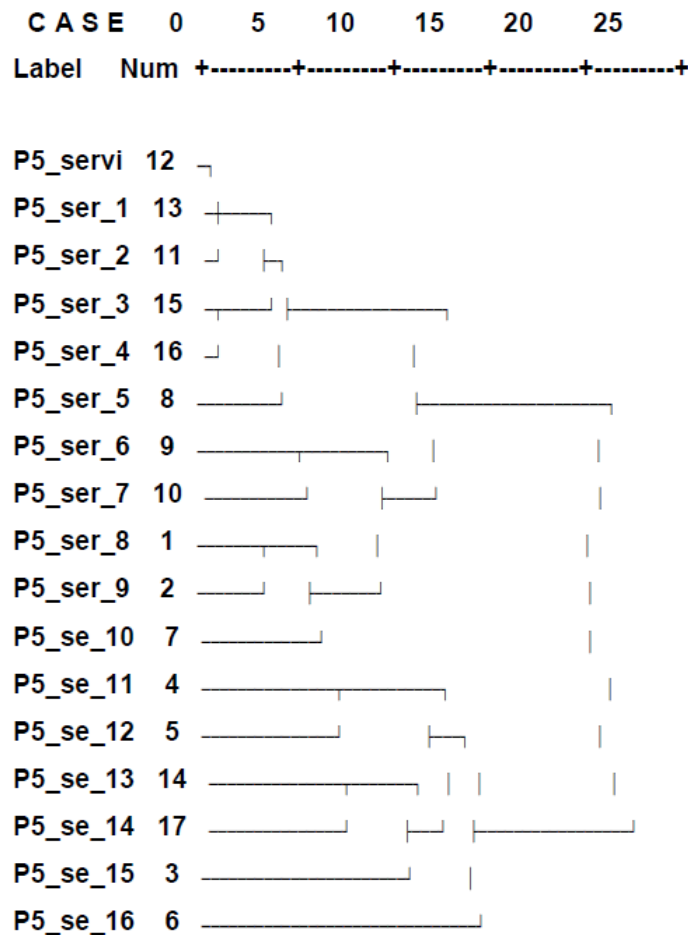 C A S E 0 5 10 15 20 25
Label Num +---------+---------+---------+---------+---------+
P5_servi 12
P5_ser_1 13
P5_ser_2 11
P5_ser_3 15
P5_ser_4 16
P5_ser_5 8
P5_ser_6 9
P5_ser_7 10
P5_ser_8 1
P5_ser_9 2
P5_se_10 7
P5_se_11 4
P5_se_12 5
P5_se_13 14
P5_se_14 17
P5_se_15 3
P5_se_16 6